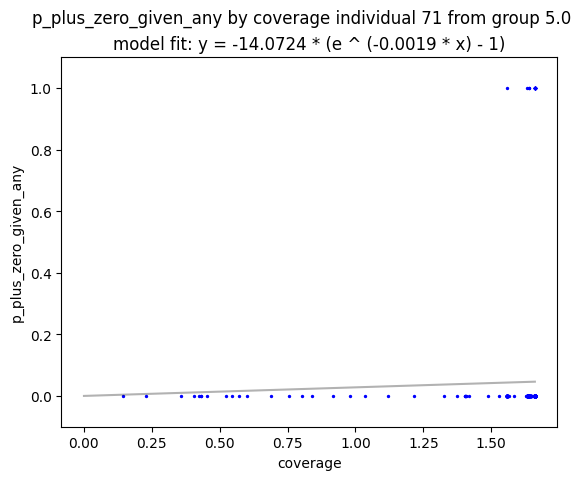 p_plus_zero_given_any by coverage individual 71 from group 5.0
model fit: y = -14.0724 * (e ^ (-0.0019 * x) - 1)
1.0
0.8
0.6
0.4
0.2
0.0
p_plus_zero_given_any
0.00 0.25 0.50 0.75 1.00 1.25 1.50
coverage